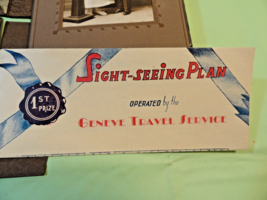 SIGHT-SEEING PLAN
1ST
PRIZE
OPERATED by the
GENEVE TRAVEL SERVICE